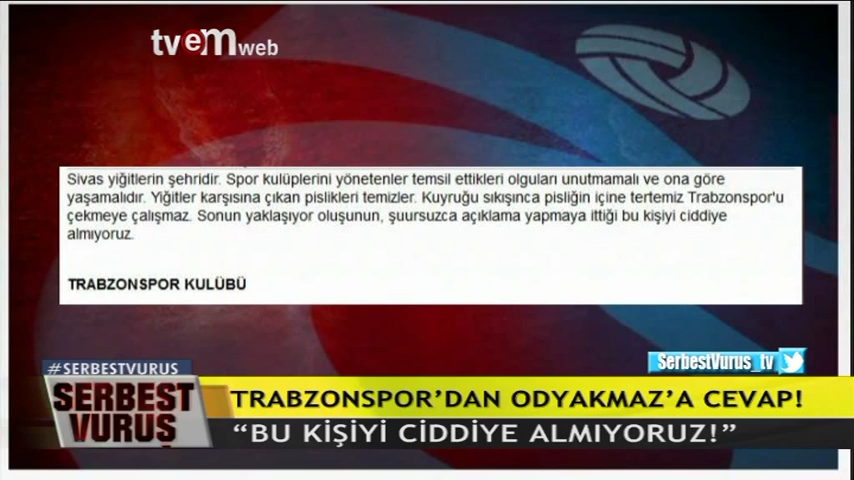 tvem web
Sivas yiğitlerin şehridir. Spor kulüplerini yönetenler temsil ettikleri olguları unutmamalı ve ona göre
yaşamalıdır. Yiğitler karşısına çıkan pislikleri temizler. Kuyruğu sıkışınca pisliğin içine tertemiz Trabzonspor'u
çekmeye çalışmaz. Sonun yaklaşıyor oluşunun, şuursuzca açıklama yapmaya ittiği bu kişiyi ciddiye
almıyoruz.
TRABZONSPOR KULÜBÜ
#SERBESTVURUS
SerbestVurus_tv
SERBEST
VURUŞ
TRABZONSPOR’DAN ODYAKMAZ’A CEVAP!
“BU KİŞİYİ CİDDİYE ALMIYORUZ!”